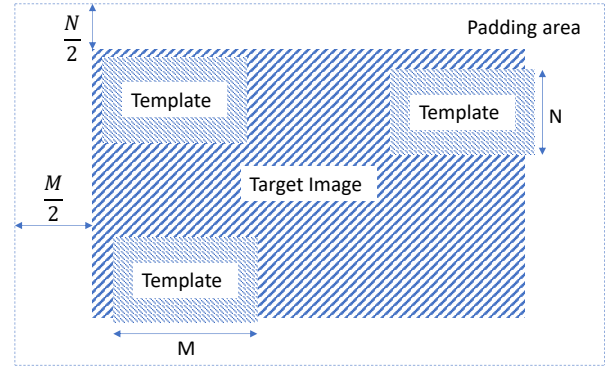 N/2
Padding area
Template
Template
N
Target Image
M/2
Template
M